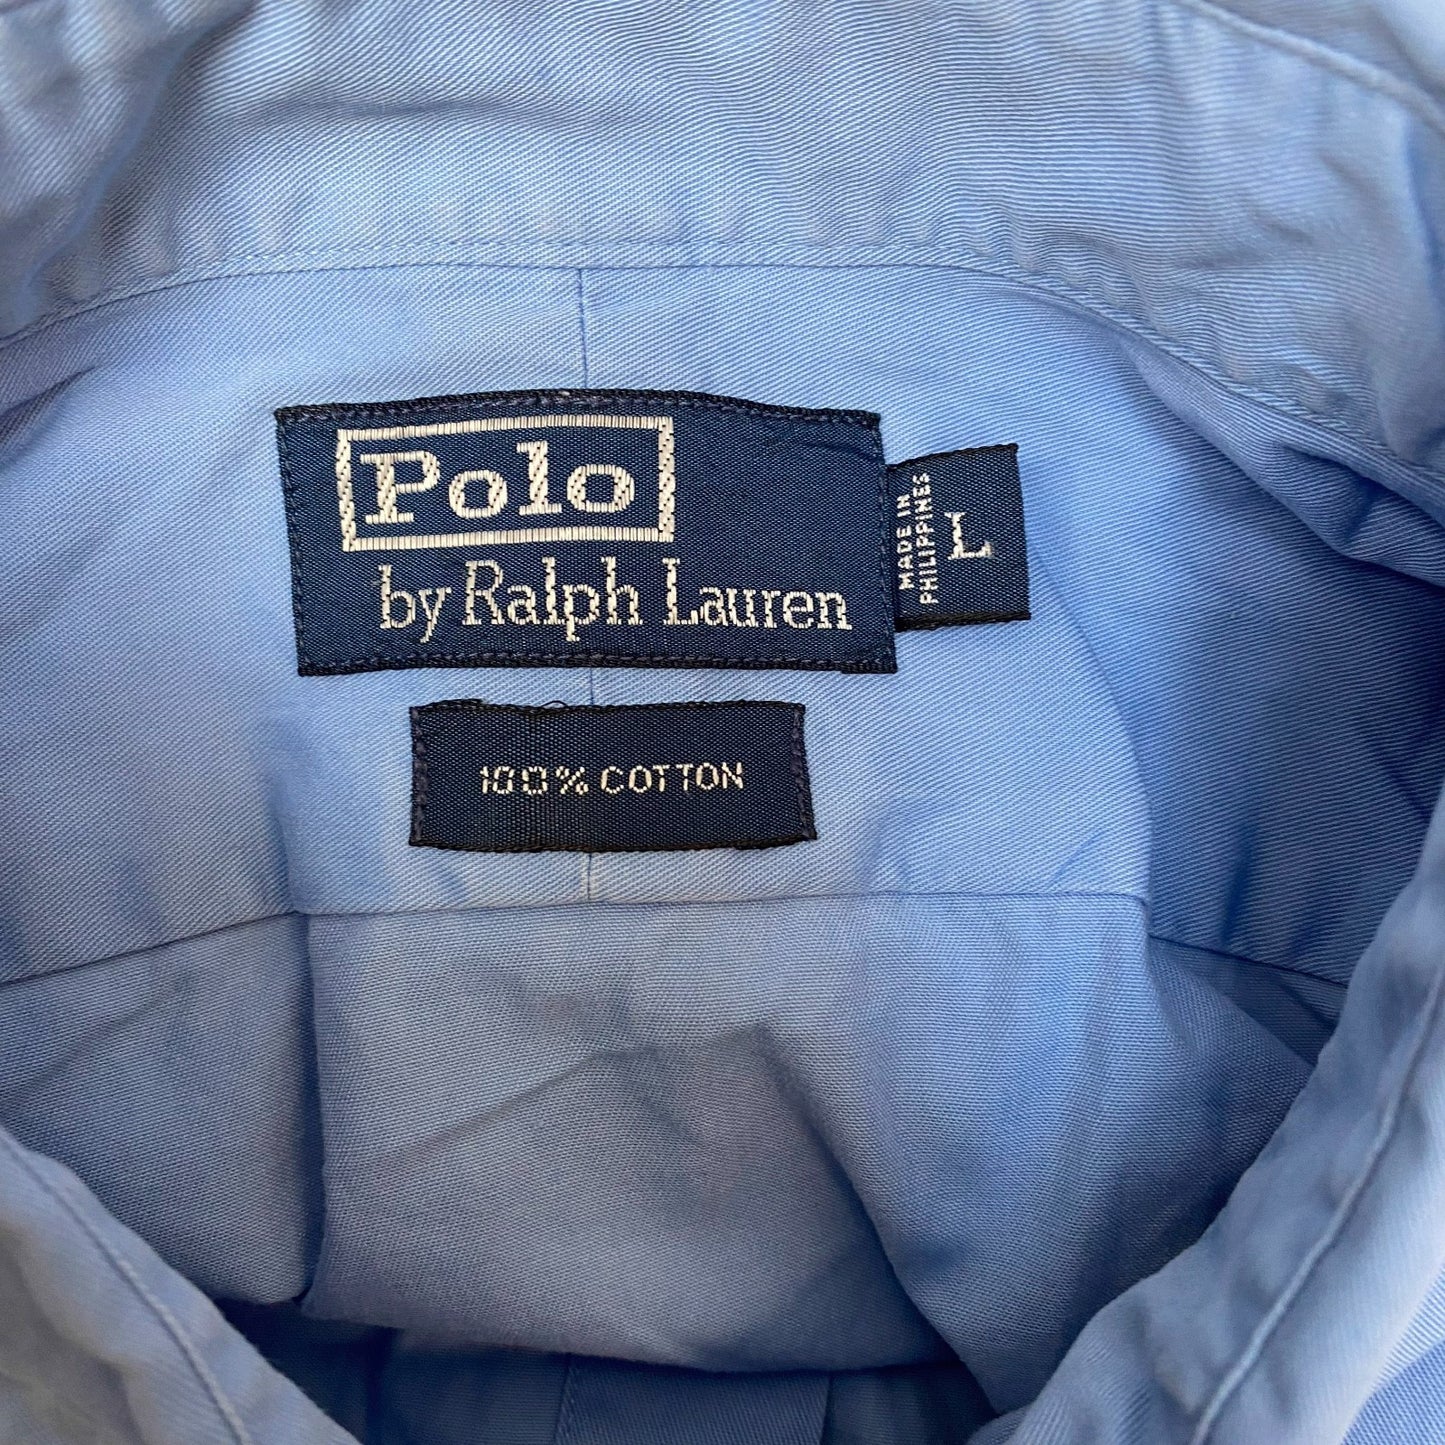 Polo
by Ralph Lauren
MADE IN
PHILIPPINES
L
100% COTTON